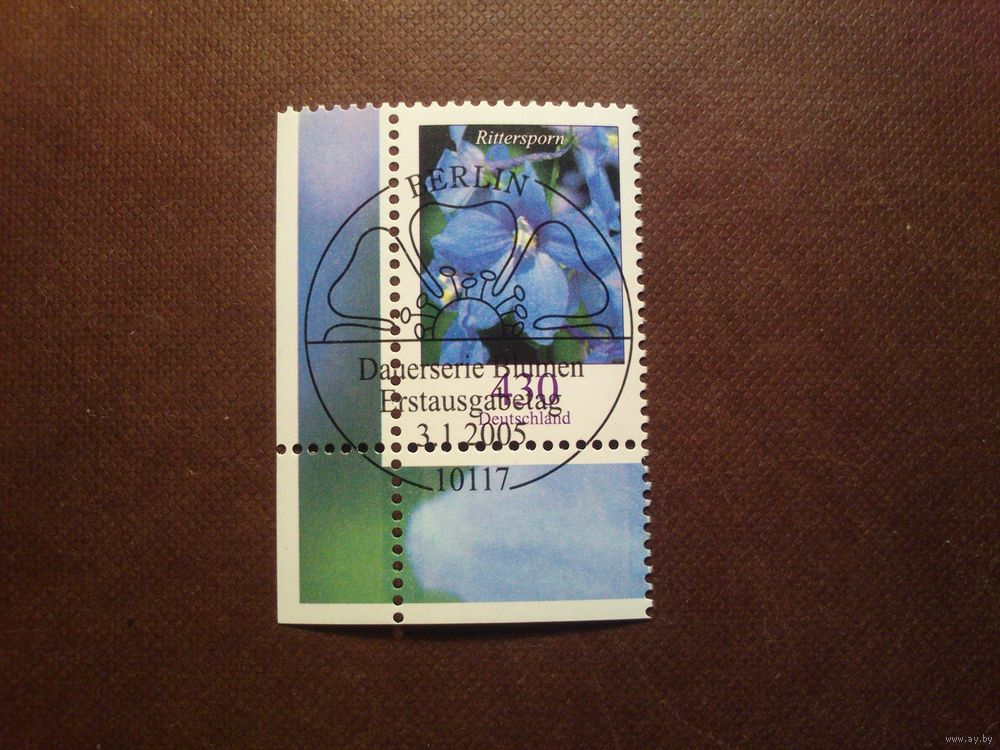 Rittersporn
BERLIN
Dauerserie Blumen
430
Erstausgabetag
Deutschland
3.1.2005
10117
www.ay.by